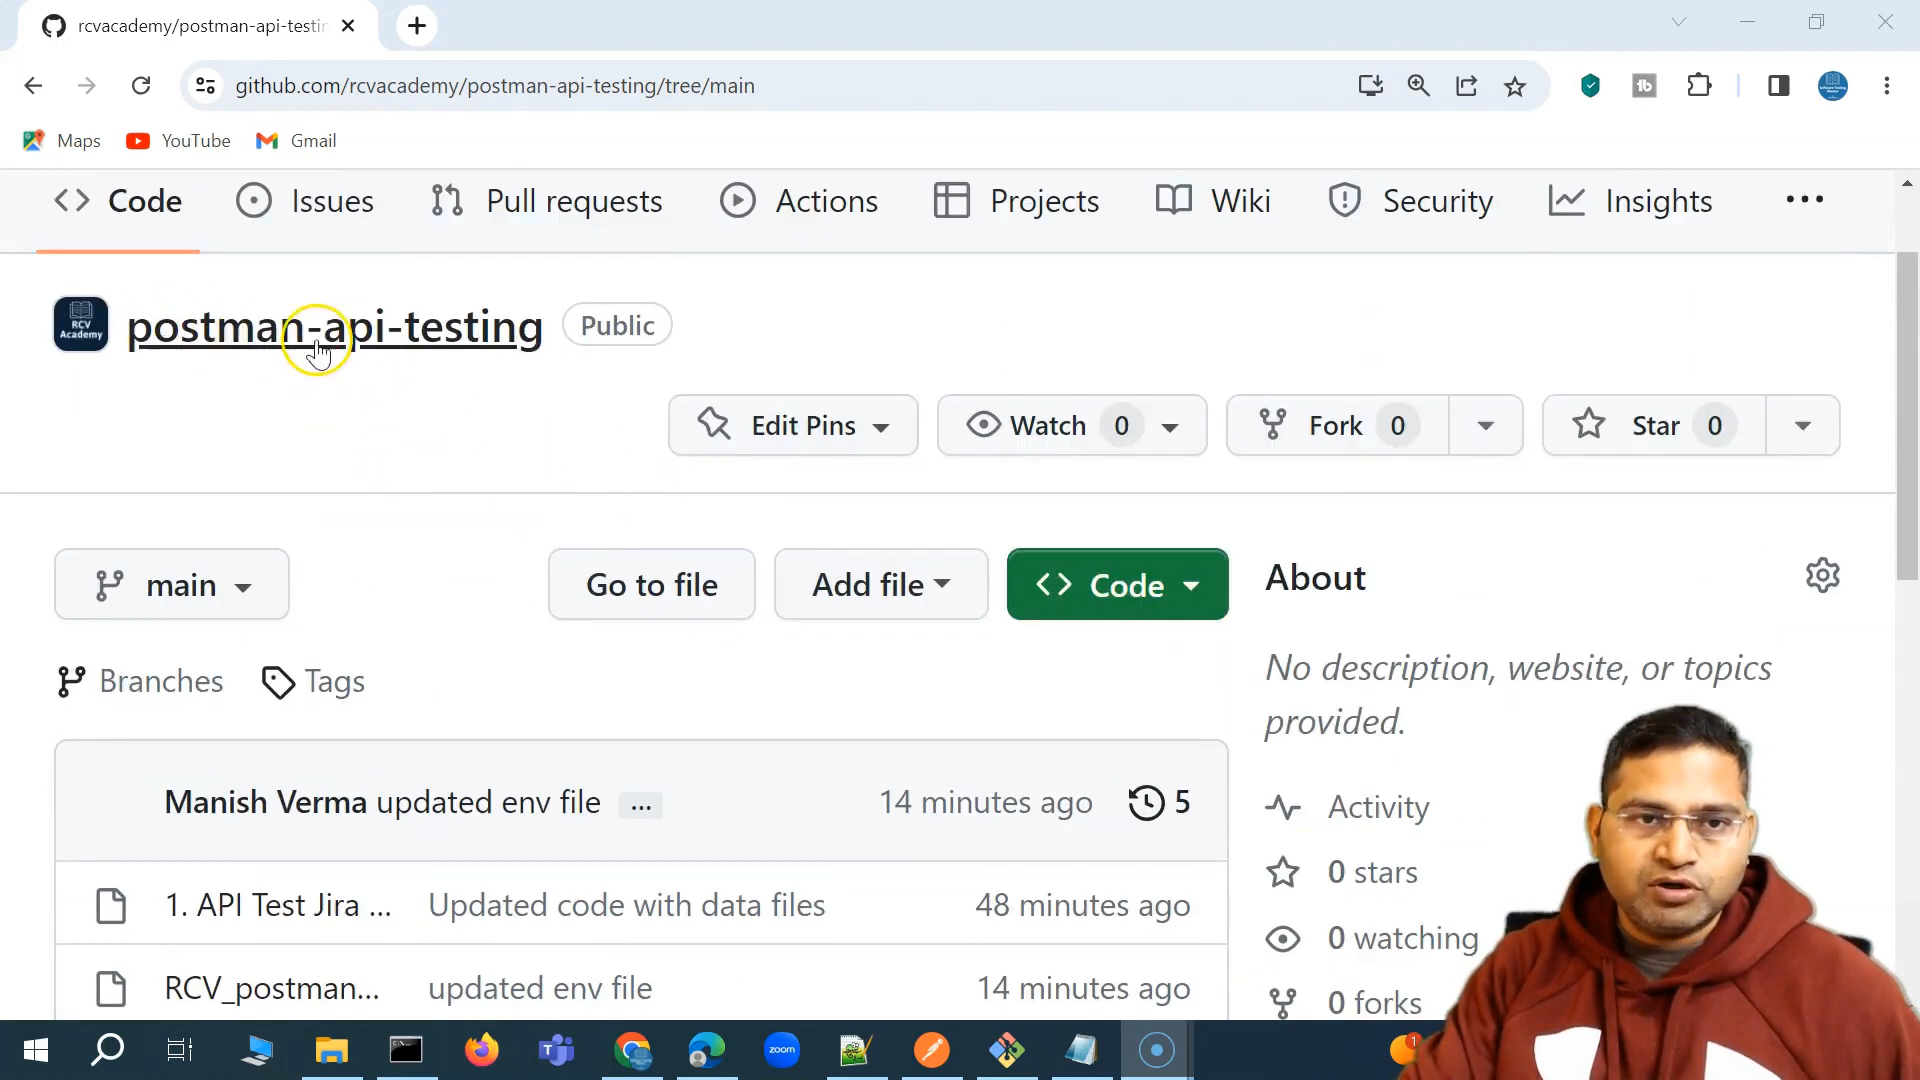 rcvacademy/postman-api-testin
github.com/rcvacademy/postman-api-testing/tree/main
Maps YouTube Gmail
Code Issues Pull requests Actions Projects Wiki Security Insights
RCV Academy
postman-api-testing Public
Edit Pins Watch 0 Fork 0 Star 0
main Go to file Add file Code
About
Branches Tags
No description, website, or topics
provided.
Manish Verma updated env file ... 14 minutes ago 5
Activity
1. API Test Jira ... Updated code with data files 48 minutes ago
0 stars
0 watching
RCV_postman... updated env file 14 minutes ago
0 forks
zoom
1